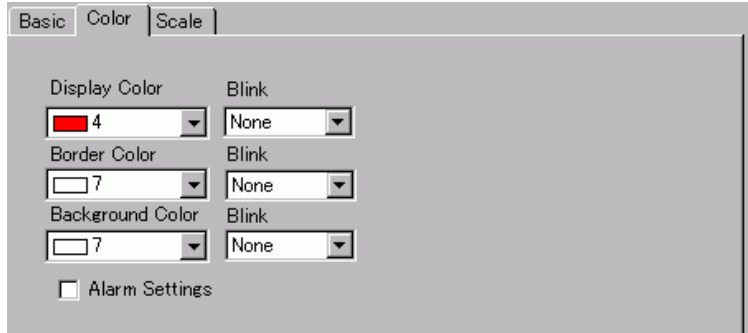 Basic Color Scale
Display Color Blink
4 None
Border Color Blink
7 None
Background Color Blink
7 None
Alarm Settings